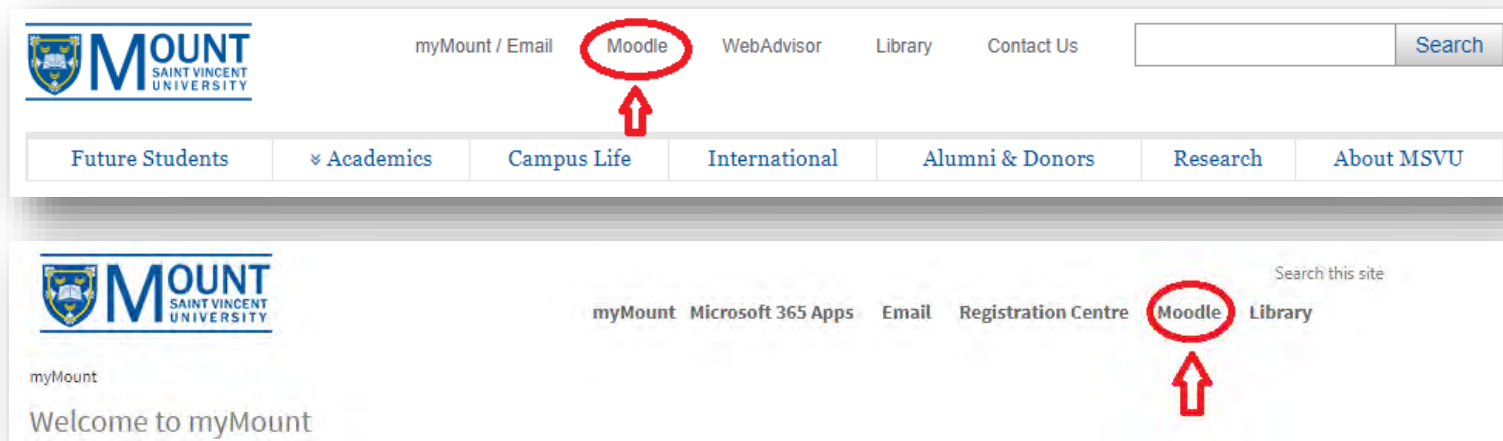 MOUNT
SAINT VINCENT
UNIVERSITY
myMount / Email Moodle WebAdvisor Library Contact Us Search
Future Students ≫ Academics Campus Life International Alumni & Donors Research About MSVU
MOUNT
SAINT VINCENT
UNIVERSITY
Search this site
myMount Microsoft 365 Apps Email Registration Centre Moodle Library
myMount
Welcome to myMount